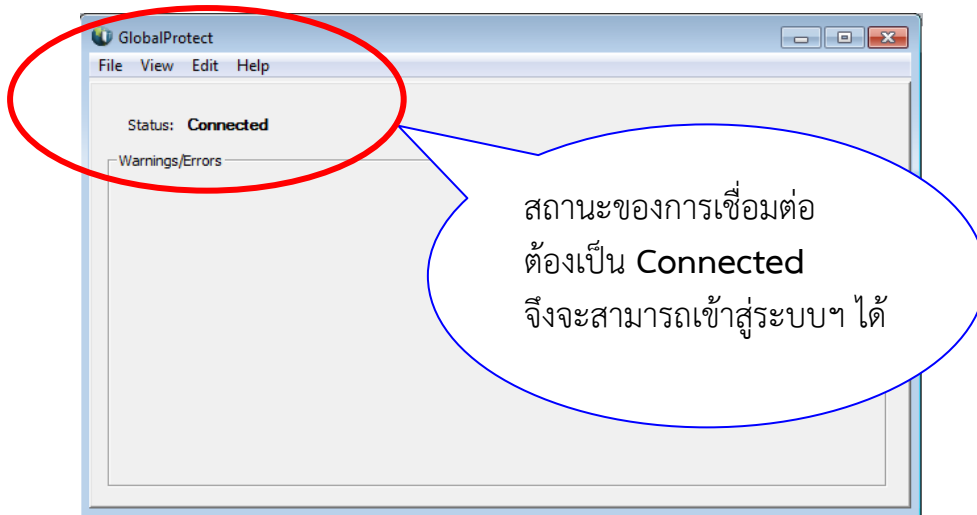 GlobalProtect
File View Edit Help
Status: Connected
Warnings/Errors
สถานะของการเชื่อมต่อ
ต้องเป็น Connected
จึงจะสามารถเข้าสู่ระบบฯ ได้